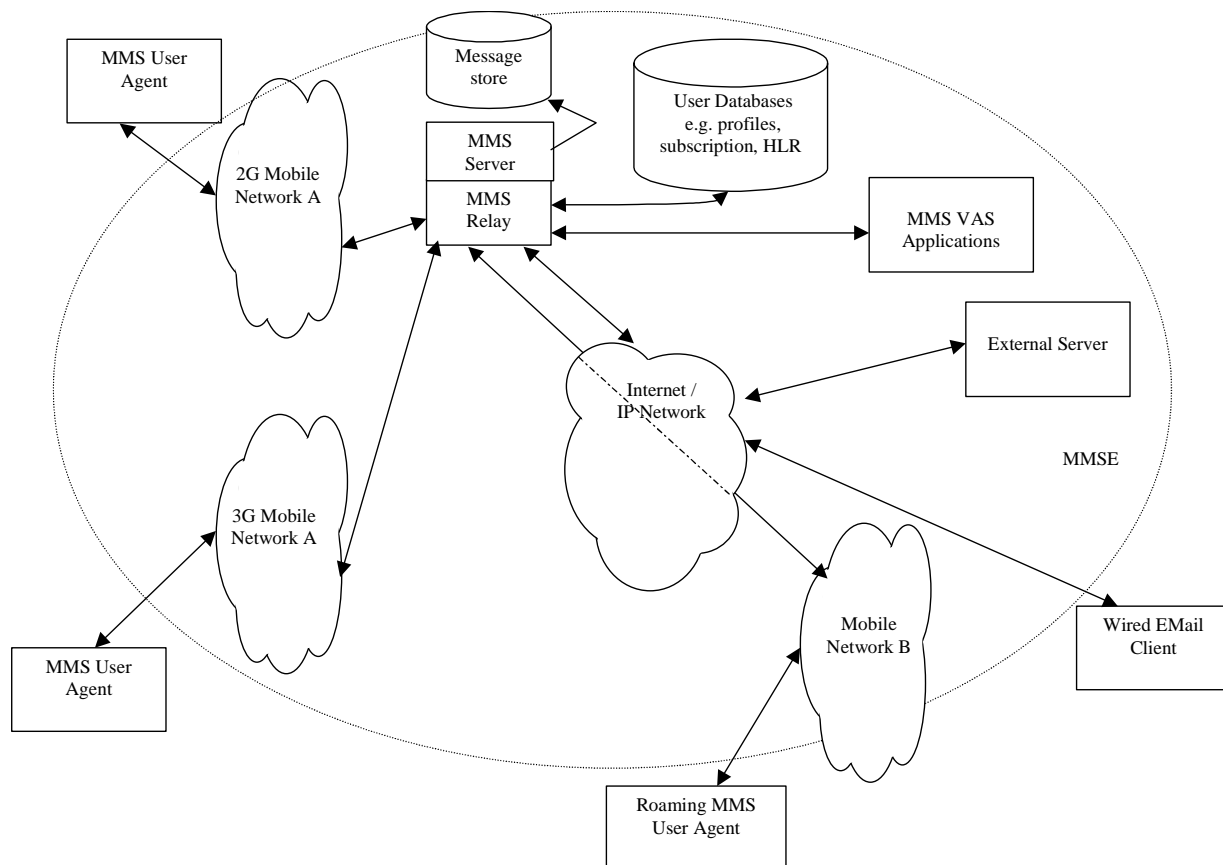 MMS User
Agent
Message
store
User Databases
e.g. profiles,
subscription, HLR
MMS
Server
2G Mobile
Network A
MMS
Relay
MMS VAS
Applications
External Server
Internet /
IP Network
MMSE
3G Mobile
Network A
Mobile
Network B
Wired EMail
Client
MMS User
Agent
Roaming MMS
User Agent